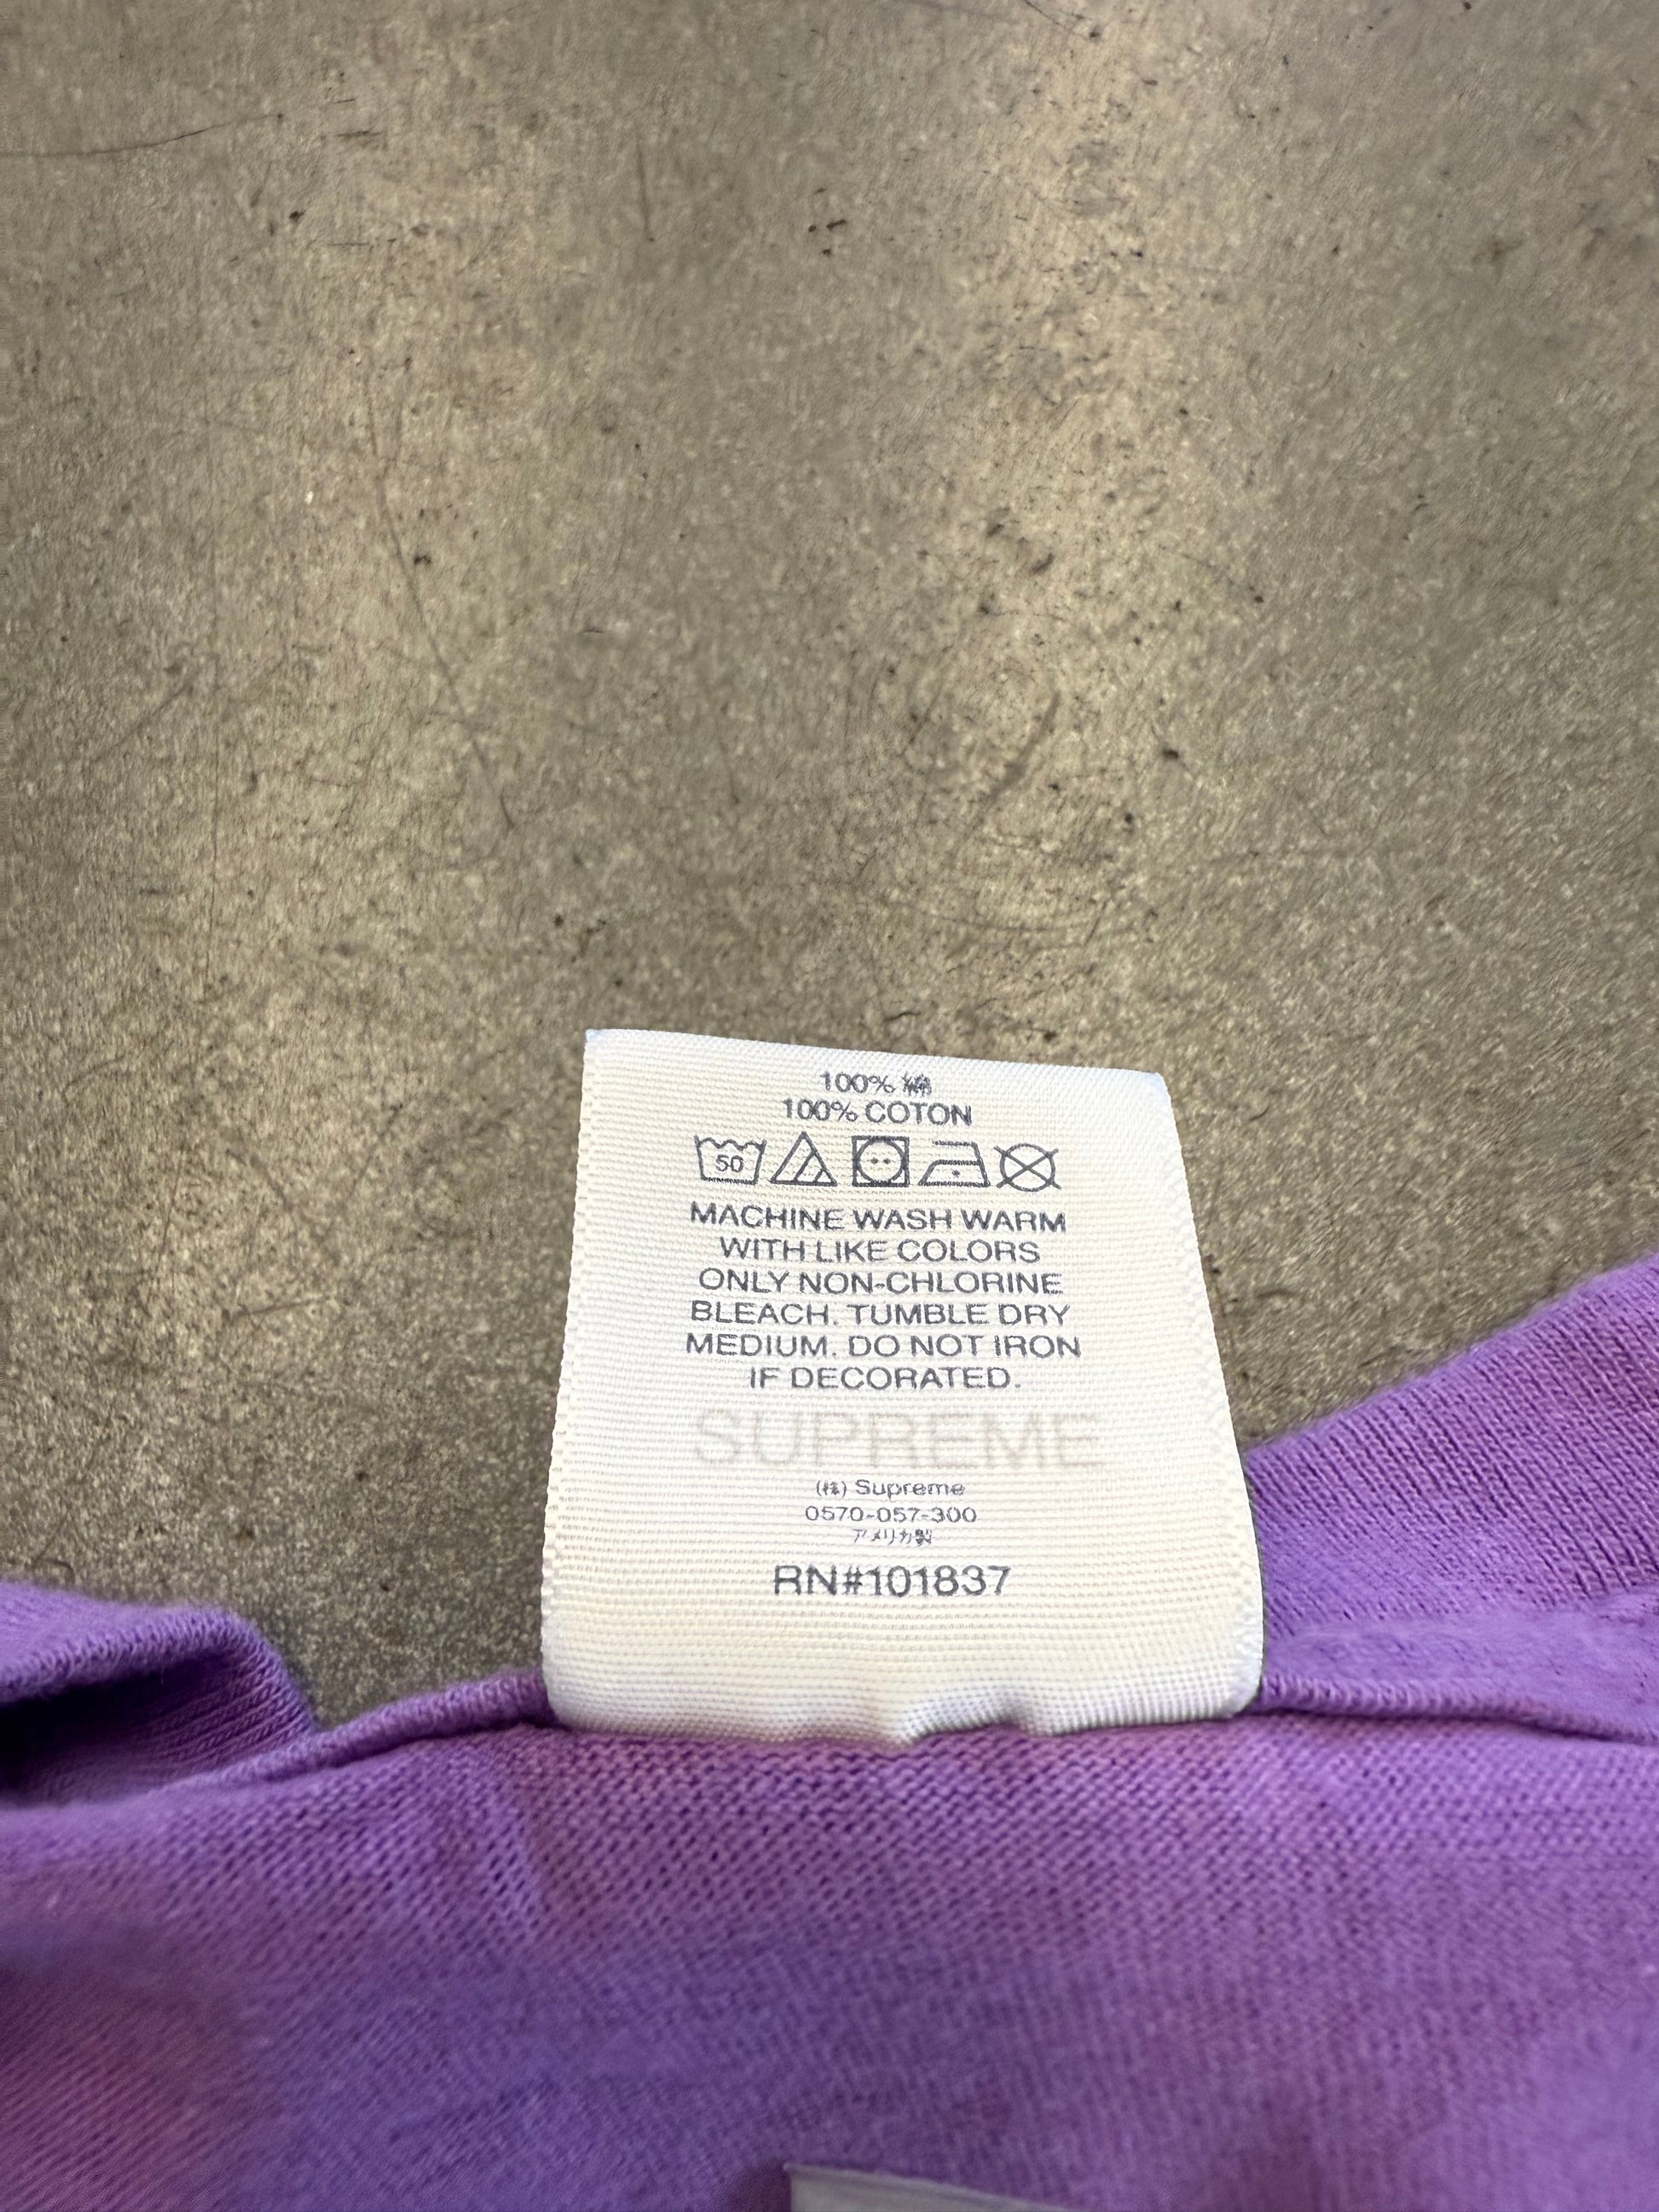 100% 綿
100% COTON
50
MACHINE WASH WARM
WITH LIKE COLORS
ONLY NON-CHLORINE
BLEACH. TUMBLE DRY
MEDIUM. DO NOT IRON
IF DECORATED.
SUPREME
(株) Supreme
0570-057-300
アメリカ製
RN#101837